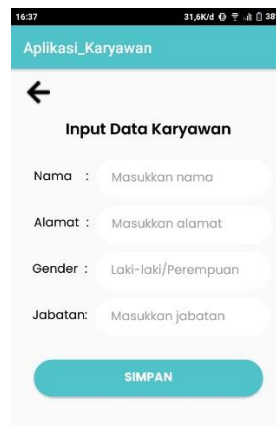 16:37 31,6K/d 38
Aplikasi_Karyawan
Input Data Karyawan
Nama : Masukkan nama
Alamat : Masukkan alamat
Gender : Laki-laki/Perempuan
Jabatan: Masukkan jabatan
SIMPAN